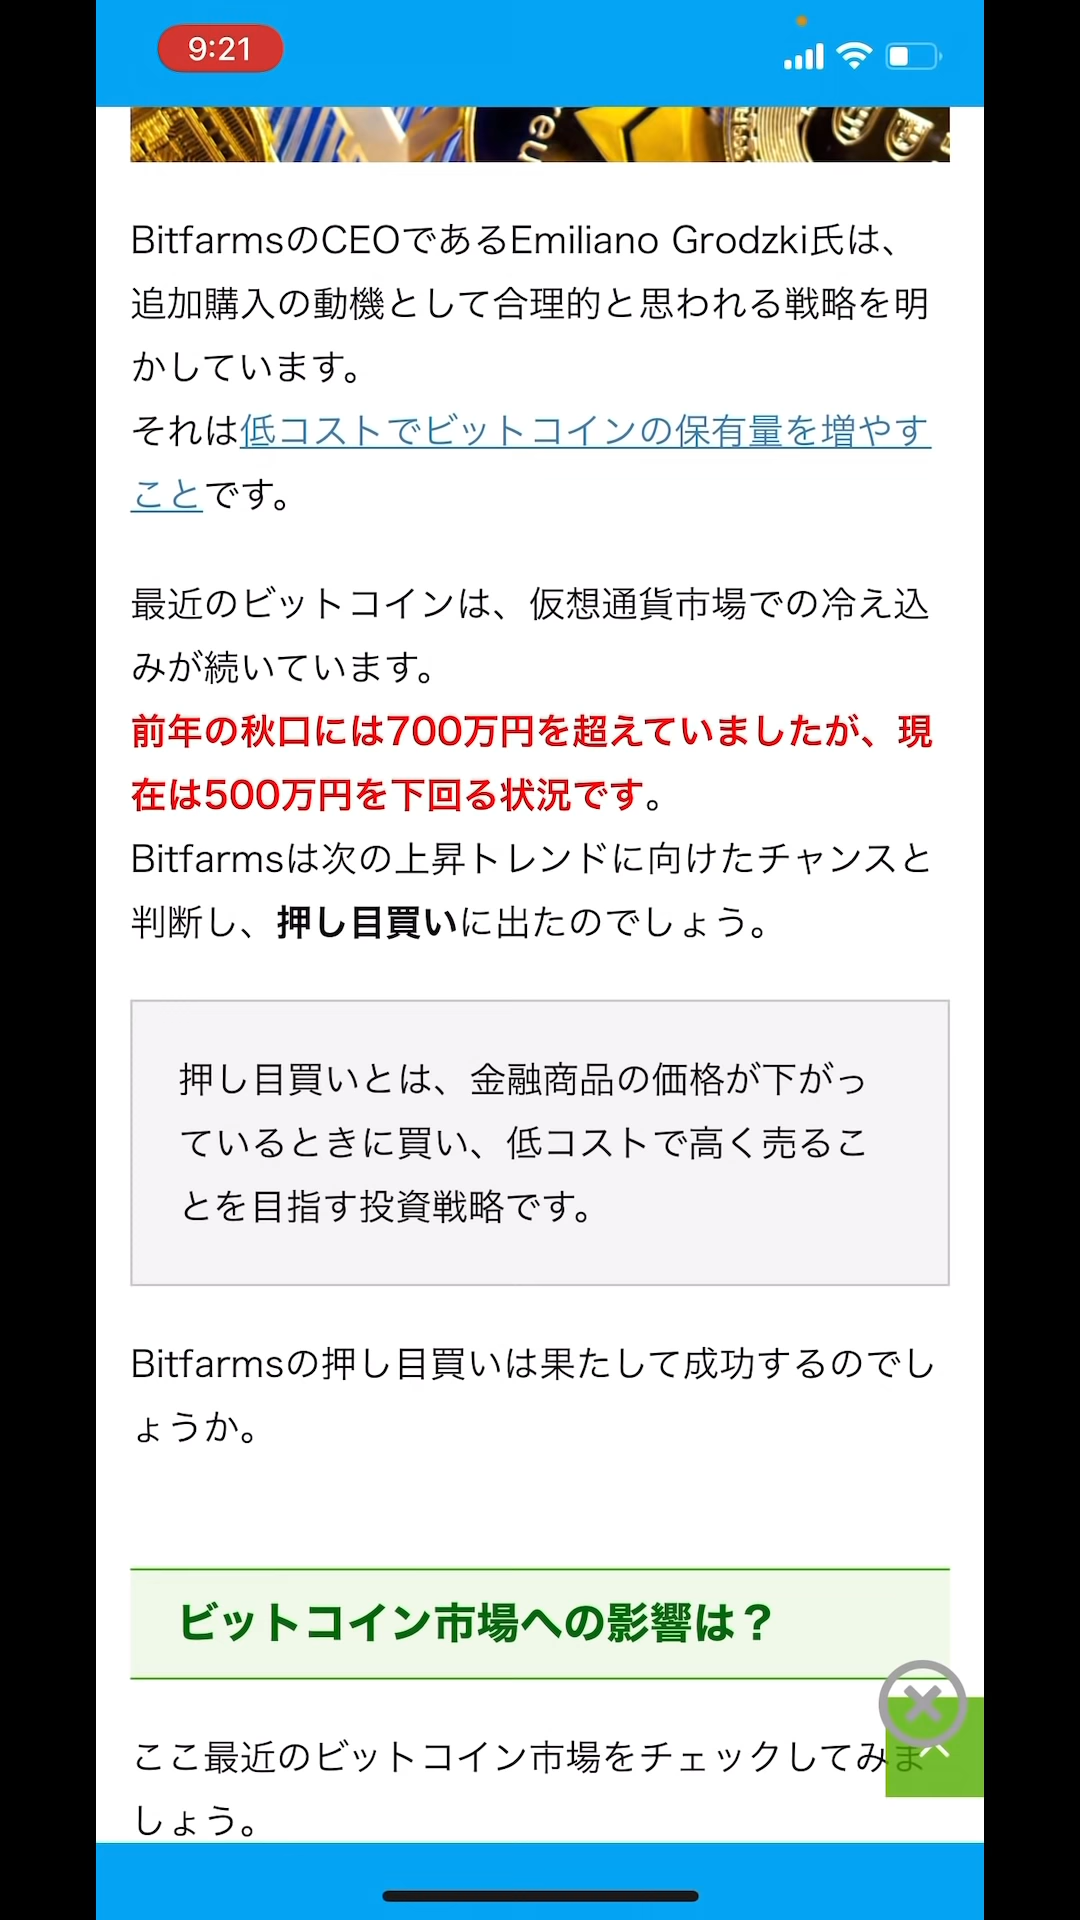 9:21
eu
BitfarmsのCEOであるEmiliano Grodzki氏は、
追加購入の動機として合理的と思われる戦略を明
かしています。
それは低コストでビットコインの保有量を増やす
ことです。
最近のビットコインは、仮想通貨市場での冷え込
みが続いています。
前年の秋口には700万円を超えていましたが、現
在は500万円を下回る状況です。
Bitfarmsは次の上昇トレンドに向けたチャンスと
判断し、押し目買いに出たのでしょう。
押し目買いとは、金融商品の価格が下がっ
ているときに買い、低コストで高く売るこ
とを目指す投資戦略です。
Bitfarmsの押し目買いは果たして成功するのでし
ょうか。
ビットコイン市場への影響は？
ここ最近のビットコイン市場をチェックしてみま
しょう。